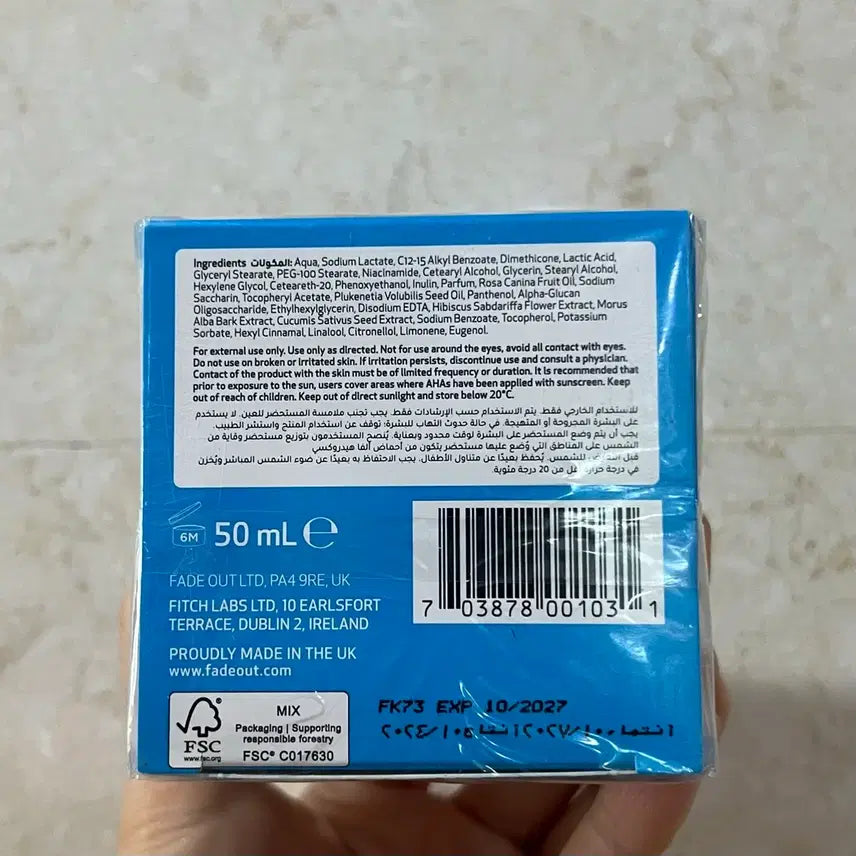 Ingredients المكونات: Aqua, Sodium Lactate, C12-15 Alkyl Benzoate, Dimethicone, Lactic Acid,
Glyceryl Stearate, PEG-100 Stearate, Niacinamide, Cetearyl Alcohol, Glycerin, Stearyl Alcohol,
Hexylene Glycol, Ceteareth-20, Phenoxyethanol, Inulin, Parfum, Rosa Canina Fruit Oil, Sodium
Saccharin, Tocopheryl Acetate, Plukenetia Volubilis Seed Oil, Panthenol, Alpha-Glucan
Oligosaccharide, Ethylhexylglycerin, Disodium EDTA, Hibiscus Sabdariffa Flower Extract, Morus
Alba Bark Extract, Cucumis Sativus Seed Extract, Sodium Benzoate, Tocopherol, Potassium
Sorbate, Hexyl Cinnamal, Linalool, Citronellol, Limonene, Eugenol.
For external use only. Use only as directed. Not for use around the eyes, avoid all contact with eyes.
Do not use on broken or irritated skin. If irritation persists, discontinue use and consult a physician.
Contact of the product with the skin must be of limited frequency or duration. It is recommended that
prior to exposure to the sun, users cover areas where AHAs have been applied with sunscreen. Keep
out of reach of children. Keep out of direct sunlight and store below 20°C.
للاستخدام الخارجي فقط. يتم الاستخدام حسب الإرشادات فقط. يجب تجنب ملامسة المستحضر للعين. لا يستخدم
على البشرة المجروحة أو المتهيجة. في حالة حدوث التهاب للبشرة؛ توقف عن استخدام المنتج واستشر الطبيب.
يجب أن يتم وضع المستحضر على البشرة لوقت محدود وبعناية. يُنصح المستخدمون بتوزيع مستحضر وقاية من
الشمس على المناطق التي وُضع عليها مستحضر يتكون من أحماض ألفا هيدروكسي
قبل للشمس. يُحفظ بعيدًا عن متناول الأطفال. يجب الاحتفاظ به بعيدًا عن ضوء الشمس المباشر ويُخزن
في درجة حرارة أقل من 20 درجة مئوية.
6M 50 mL ℮
FADE OUT LTD, PA4 9RE, UK
FITCH LABS LTD, 10 EARLSFORT
TERRACE, DUBLIN 2, IRELAND
PROUDLY MADE IN THE UK
www.fadeout.com
7 03878 00103 1
FSC
www.fsc.org
MIX
Packaging | Supporting
responsible forestry
FSC® C017630
FK73 EXP 10/2027